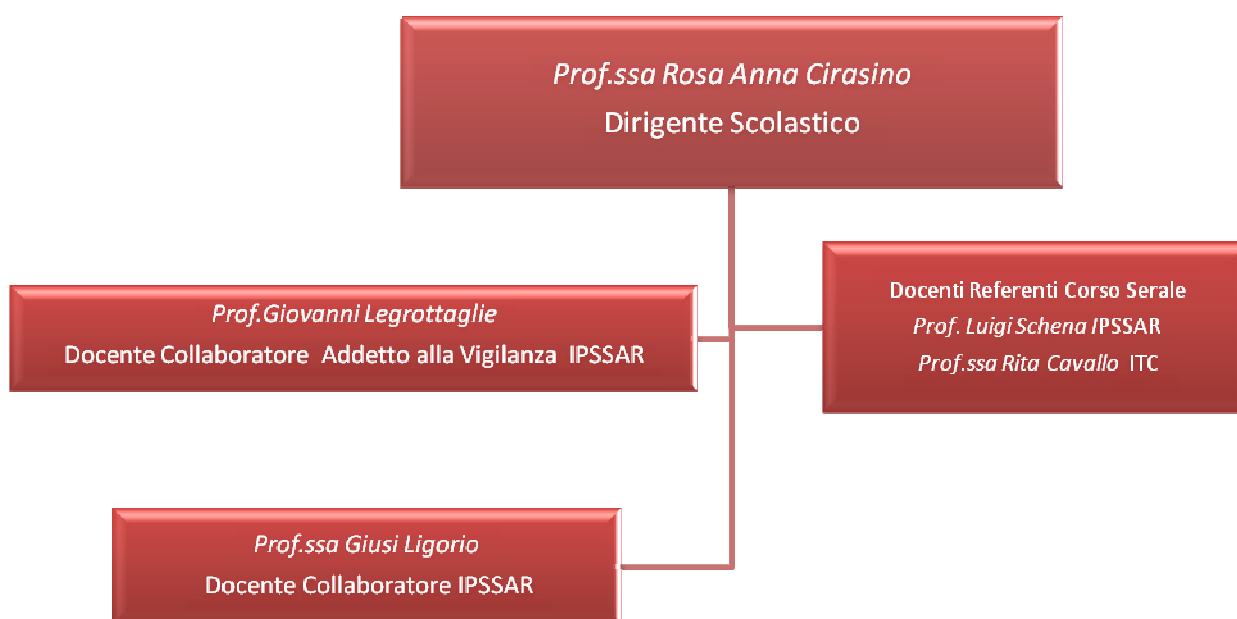 Prof.ssa Rosa Anna Cirasino
Dirigente Scolastico
Prof.Giovanni Legrottaglie
Docente Collaboratore Addetto alla Vigilanza IPSSAR
Docenti Referenti Corso Serale
Prof. Luigi Schena IPSSAR
Prof.ssa Rita Cavallo ITC
Prof.ssa Giusi Ligorio
Docente Collaboratore IPSSAR